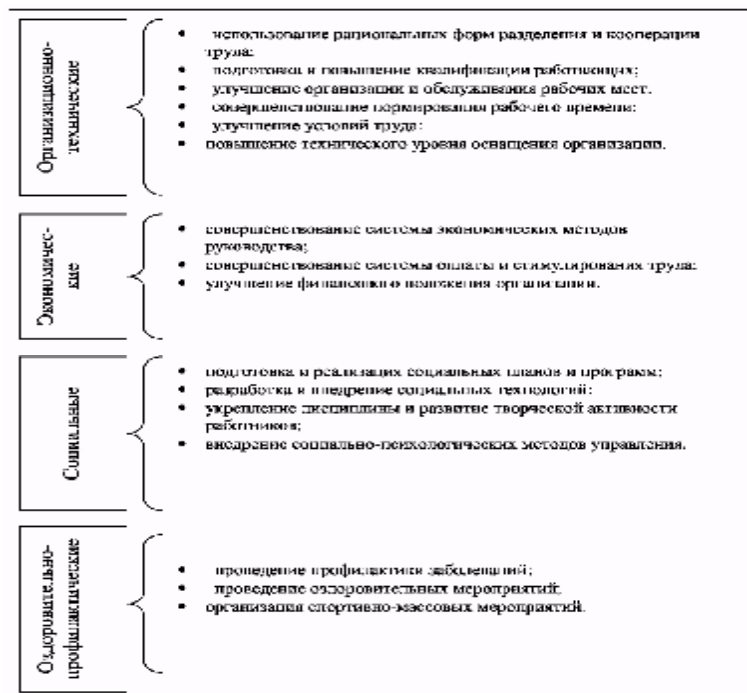 Организационно-
технические
использование рациональных форм разделения и кооперации
труда;
подготовка и повышение квалификации работающих;
улучшение организации и обслуживания рабочих мест.
совершенствование нормирования рабочего времени;
улучшение условий труда;
повышение технического уровня оснащения организации.
Экономичес-
кие
совершенствование системы экономических методов
руководства;
совершенствование системы оплаты и стимулирования труда;
улучшение финансового положения организации.
Социальные
подготовка и реализация социальных планов и программ;
разработка и внедрение социальных технологий;
укрепление дисциплины и развитие творческой активности
работников;
внедрение социально-психологических методов управления.
Оздоровительно-
профилактические
проведение профилактики заболеваний;
проведение оздоровительных мероприятий;
организация спортивно-массовых мероприятий.